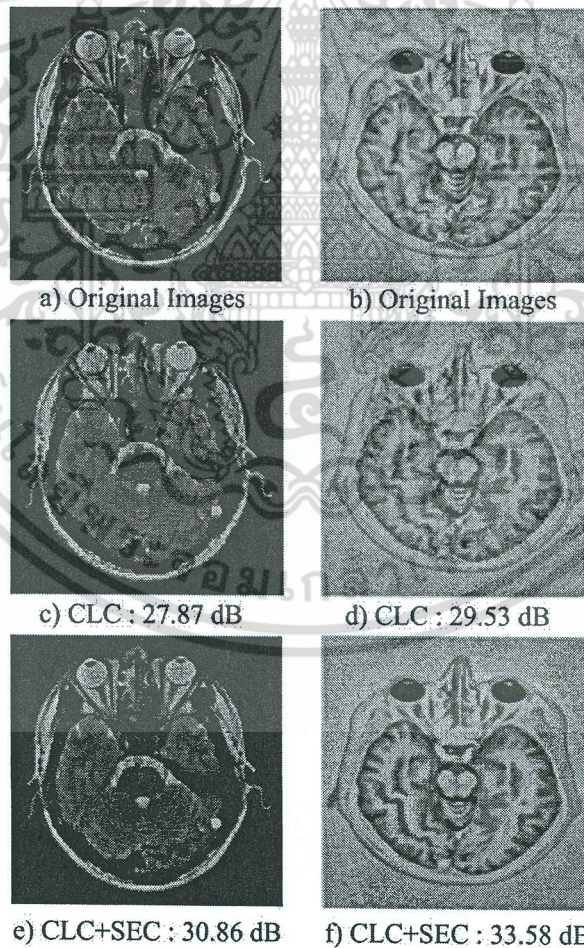 a) Original Images
b) Original Images
c) CLC : 27.87 dB
d) CLC : 29.53 dB
e) CLC+SEC : 30.86 dB
f) CLC+SEC : 33.58 dB